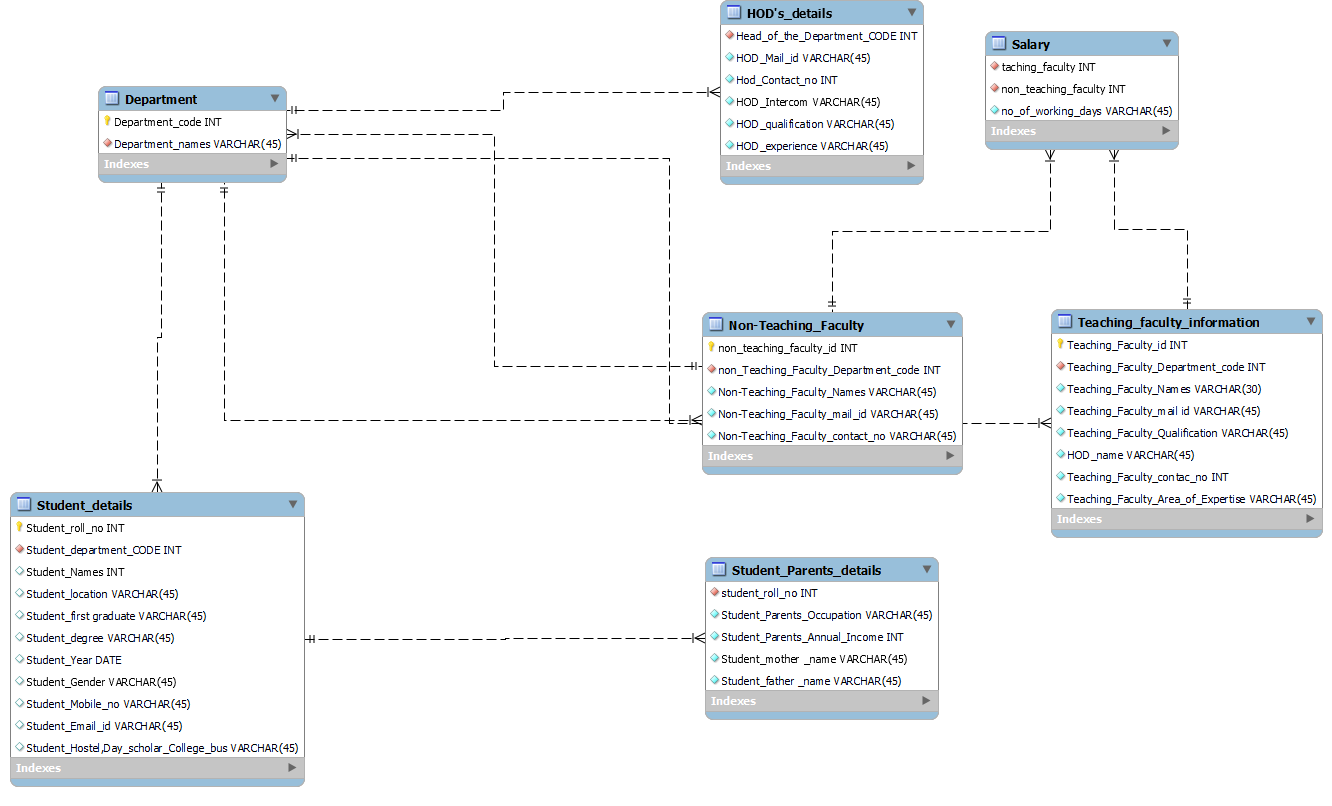 HOD's_details
Head_of_the_Department_CODE INT
HOD_Mail_id VARCHAR(45)
Hod_Contact_no INT
HOD_Intercom VARCHAR(45)
HOD_qualification VARCHAR(45)
HOD_experience VARCHAR(45)
Indexes
Salary
taching_faculty INT
non_teaching_faculty INT
no_of_working_days VARCHAR(45)
Indexes
Department
Department_code INT
Department_names VARCHAR(45)
Indexes
Non-Teaching_Faculty
non_teaching_faculty_id INT
non_Teaching_Faculty_Department_code INT
Non-Teaching_Faculty_Names VARCHAR(45)
Non-Teaching_Faculty_mail_id VARCHAR(45)
Non-Teaching_Faculty_contact_no VARCHAR(45)
Indexes
Teaching_faculty_information
Teaching_Faculty_id INT
Teaching_Faculty_Department_code INT
Teaching_Faculty_Names VARCHAR(30)
Teaching_Faculty_mail id VARCHAR(45)
Teaching_Faculty_Qualification VARCHAR(45)
HOD_name VARCHAR(45)
Teaching_Faculty_contac_no INT
Teaching_Faculty_Area_of_Expertise VARCHAR(45)
Indexes
Student_details
Student_roll_no INT
Student_department_CODE INT
Student_Names INT
Student_location VARCHAR(45)
Student_first graduate VARCHAR(45)
Student_degree VARCHAR(45)
Student_Year DATE
Student_Gender VARCHAR(45)
Student_Mobile_no VARCHAR(45)
Student_Email_id VARCHAR(45)
Student_Hostel,Day_scholar_College_bus VARCHAR(45)
Indexes
Student_Parents_details
student_roll_no INT
Student_Parents_Occupation VARCHAR(45)
Student_Parents_Annual_Income INT
Student_mother _name VARCHAR(45)
Student_father _name VARCHAR(45)
Indexes